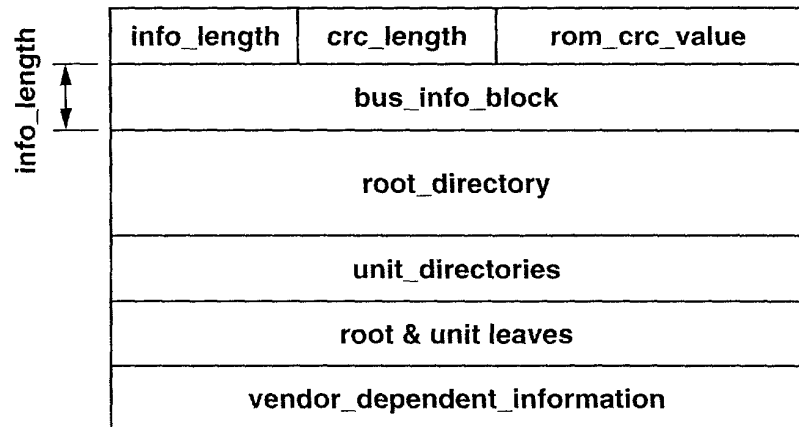 info_length crc_length rom_crc_value
info_length
bus_info_block
root_directory
unit_directories
root & unit leaves
vendor_dependent_information